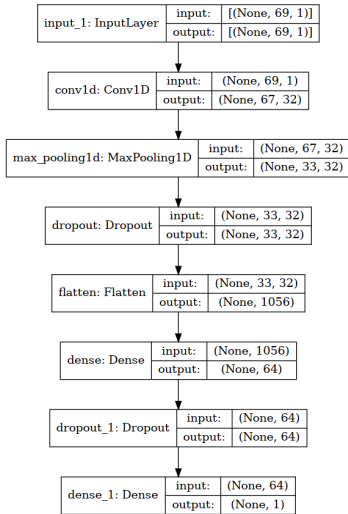 input_1: InputLayer input: [(None, 69, 1)]
output: [(None, 69, 1)]
conv1d: Conv1D input: (None, 69, 1)
output: (None, 67, 32)
max_pooling1d: MaxPooling1D input: (None, 67, 32)
output: (None, 33, 32)
dropout: Dropout input: (None, 33, 32)
output: (None, 33, 32)
flatten: Flatten input: (None, 33, 32)
output: (None, 1056)
dense: Dense input: (None, 1056)
output: (None, 64)
dropout_1: Dropout input: (None, 64)
output: (None, 64)
dense_1: Dense input: (None, 64)
output: (None, 1)